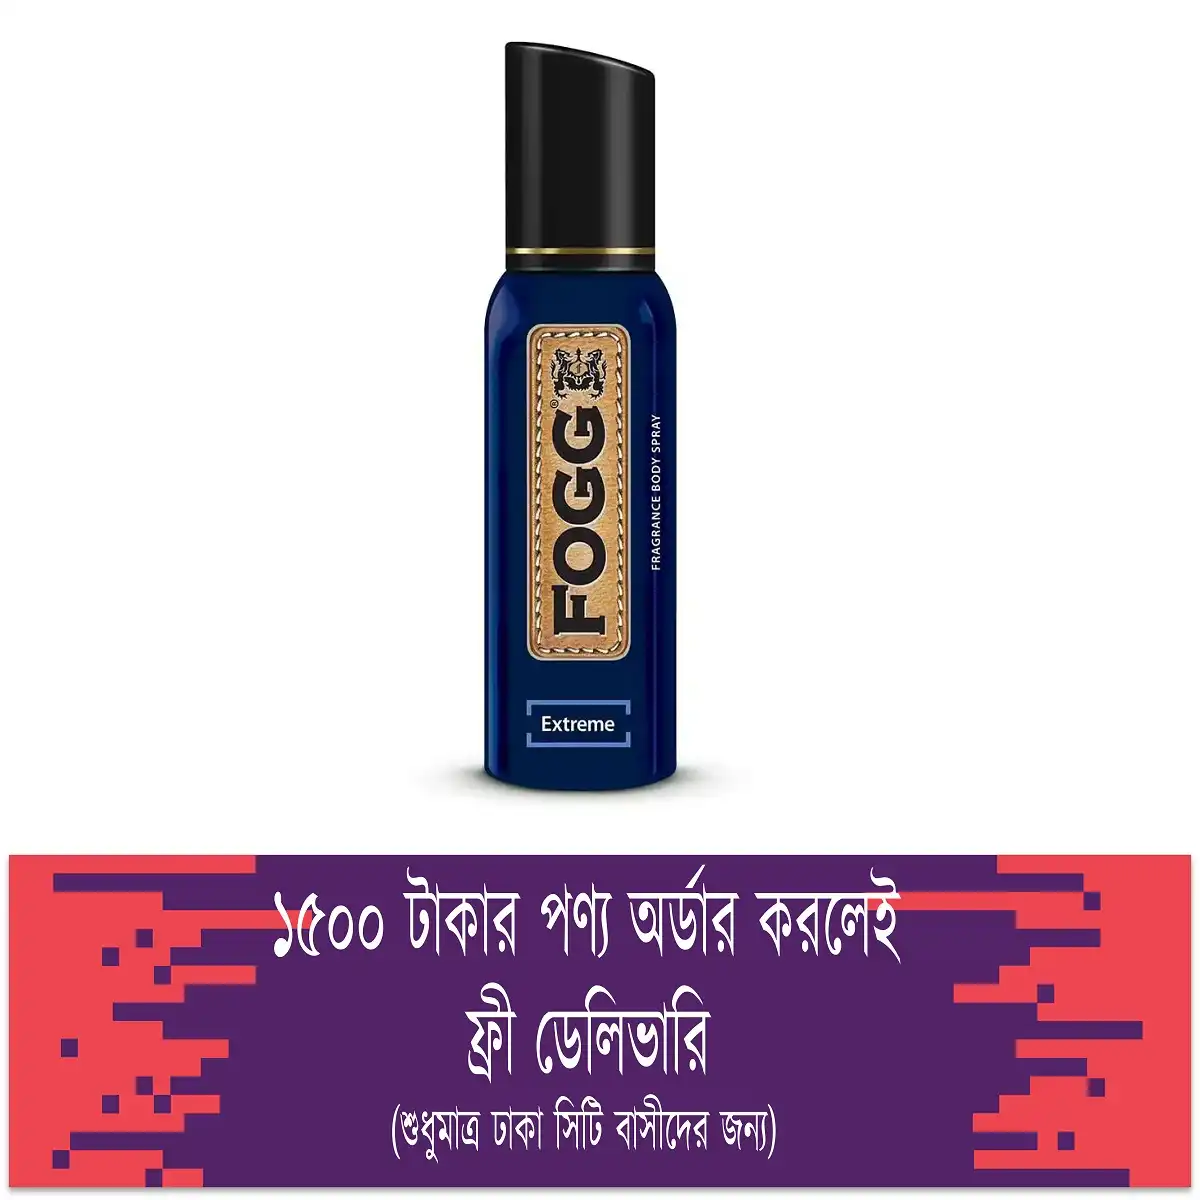 FOGG®
FRAGRANCE BODY SPRAY
Extreme
১৫০০ টাকার পণ্য অর্ডার করলেই
ফ্রী ডেলিভারি
(শুধুমাত্র ঢাকা সিটি বাসীদের জন্য)